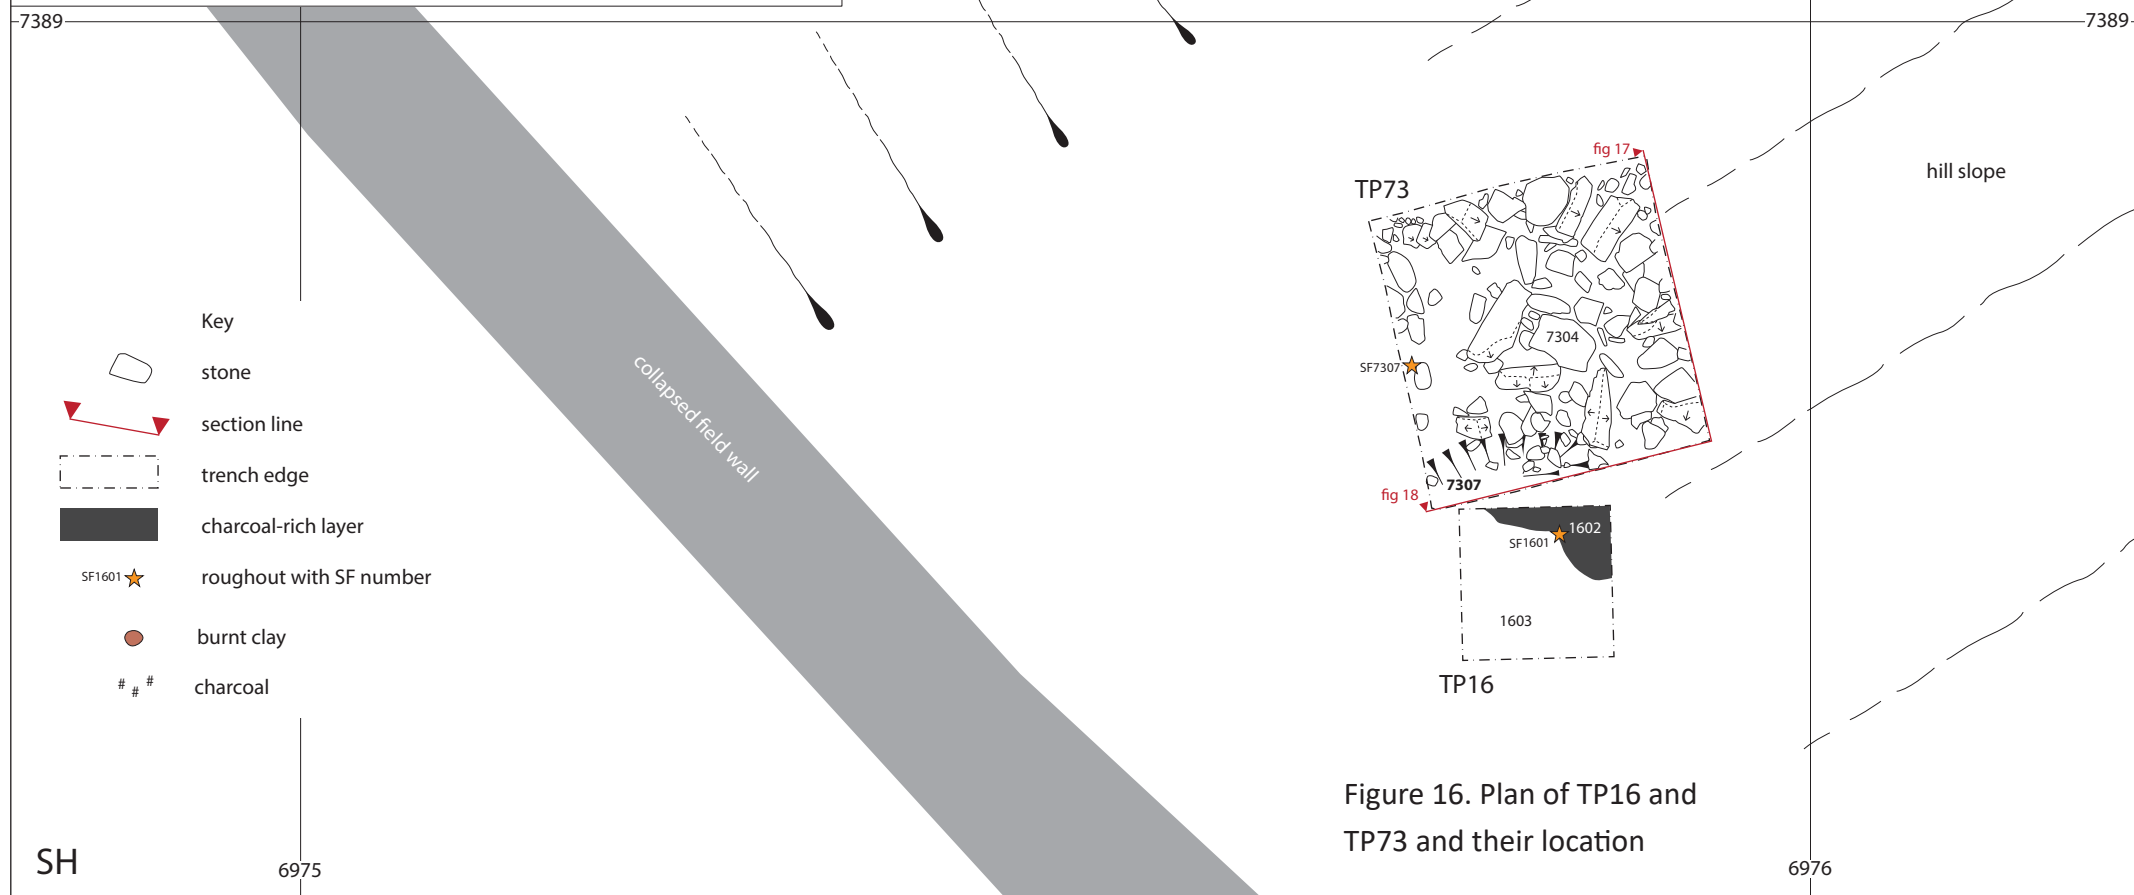 7389
7389
fig 17
TP73
hill slope
Key
stone
section line
trench edge
charcoal-rich layer
SF1601
roughout with SF number
burnt clay
# # #
charcoal
collapsed field wall
7304
SF7307
7307
fig 18
1602
SF1601
1603
TP16
Figure 16. Plan of TP16 and
TP73 and their location
SH
6975
6976